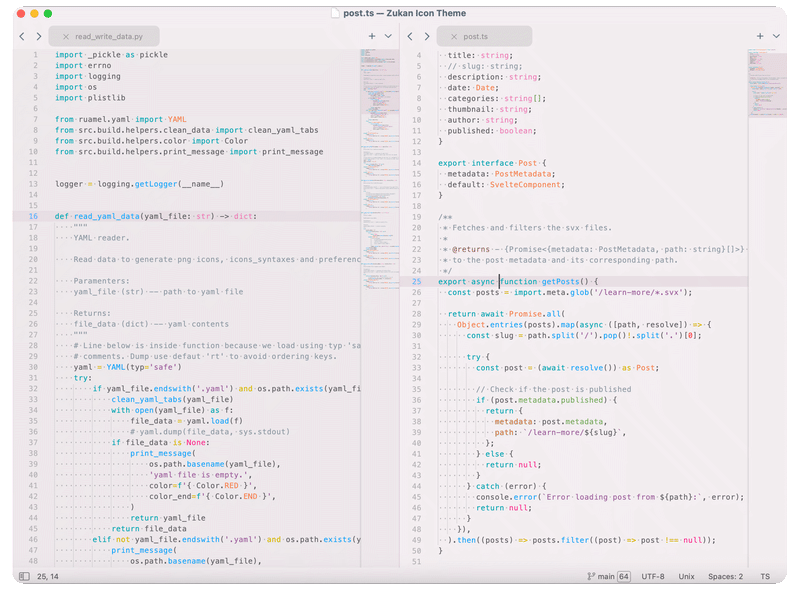 post.ts — Zukan Icon Theme
read_write_data.py
1 import _pickle as pickle
2 import errno
3 import logging
4 import os
5 import plistlib
6
7 from ruamel.yaml import YAML
8 from src.build.helpers.clean_data import clean_yaml_tabs
9 from src.build.helpers.color import Color
10 from src.build.helpers.print_message import print_message
11
12
13 logger = logging.getLogger(__name__)
14
15
16 def read_yaml_data(yaml_file: str) -> dict:
17 """
18 YAML reader.
19
20 Read data to generate png icons, icons_syntaxes and preferenc
21
22 Paramenters:
23 yaml_file (str) -- path to yaml file
24
25 Returns:
26 file_data (dict) -- yaml contents
27 """
28 # Line below is inside function because we load using typ 'sa
29 # comments. Dump use defaut 'rt' to avoid ordering keys.
30 yaml = YAML(typ='safe')
31 try:
32 if yaml_file.endswith('.yaml') and os.path.exists(yaml_fi
33 clean_yaml_tabs(yaml_file)
34 with open(yaml_file) as f:
35 file_data = yaml.load(f)
36 # yaml.dump(file_data, sys.stdout)
37 if file_data is None:
38 print_message(
39 os.path.basename(yaml_file),
40 'yaml file is empty.',
41 color=f'{ Color.RED }',
42 color_end=f'{ Color.END }',
43 )
44 return yaml_file
45 return file_data
46 elif not yaml_file.endswith('.yaml') and os.path.exists(y
47 print_message(
48 os.path.basename(yaml_file),
post.ts
4 title: string;
5 // slug: string;
6 description: string;
7 date: Date;
8 categories: string[];
9 thumbnail: string;
10 author: string;
11 published: boolean;
12 }
13
14 export interface Post {
15 metadata: PostMetadata;
16 default: SvelteComponent;
17 }
18
19 /**
20 * Fetches and filters the svx files.
21 *
22 * @returns - {Promise<{metadata: PostMetadata, path: string}[]>}
23 * to the post metadata and its corresponding path.
24 */
25 export async function getPosts() {
26 const posts = import.meta.glob('/learn-more/*.svx');
27
28 return await Promise.all(
29 Object.entries(posts).map(async ([path, resolve]) => {
30 const slug = path.split('/').pop()!.split('.')[0];
31
32 try {
33 const post = (await resolve()) as Post;
34
35 // Check if the post is published
36 if (post.metadata.published) {
37 return {
38 metadata: post.metadata,
39 path: `/learn-more/${slug}`,
40 };
41 } else {
42 return null;
43 }
44 } catch (error) {
45 console.error(`Error loading post from ${path}:`, error);
46 return null;
47 }
48 }),
49 ).then((posts) => posts.filter((post) => post !== null));
50 }
51
25, 14
main 64 UTF-8 Unix Spaces: 2 TS